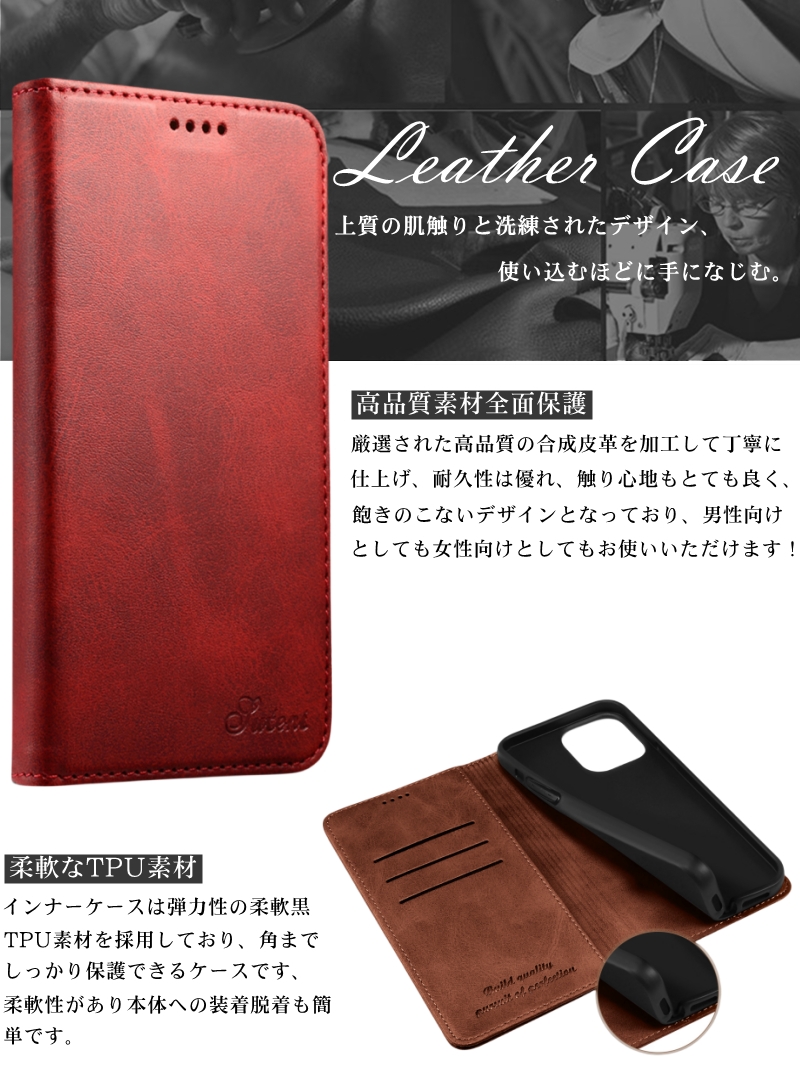 Leather Case
上質の肌触りと洗練されたデザイン、
使い込むほどに手になじむ。
高品質素材全面保護
厳選された高品質の合成皮革を加工して丁寧に
仕上げ、耐久性は優れ、触り心地もとても良く、
飽きのこないデザインとなっており、男性向け
としても女性向けとしてもお使いいただけます！
Suteni
柔軟なTPU素材
インナーケースは弾力性の柔軟黒
TPU素材を採用しており、角まで
しっかり保護できるケースです、
柔軟性があり本体への装着脱着も簡
単です。
Build quality
pursuit of perfection